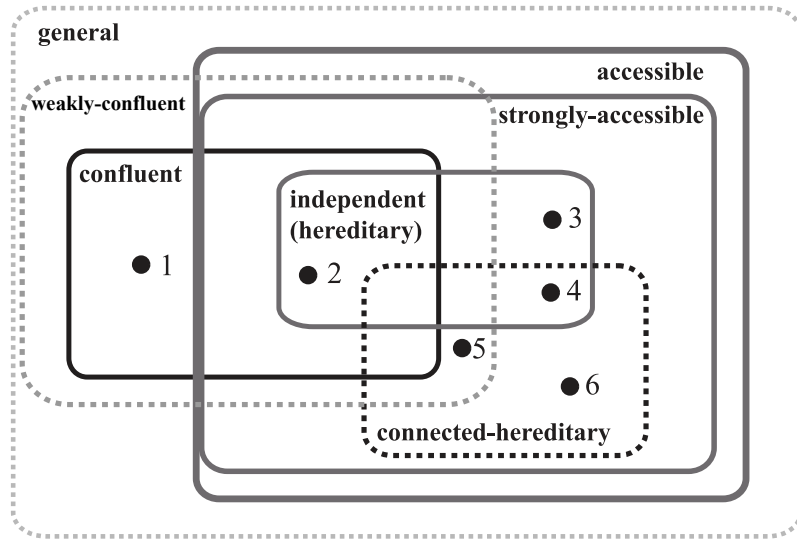 general
accessible
weakly-confluent
strongly-accessible
confluent
independent
(hereditary)
3
1
2
4
5
6
connected-hereditary